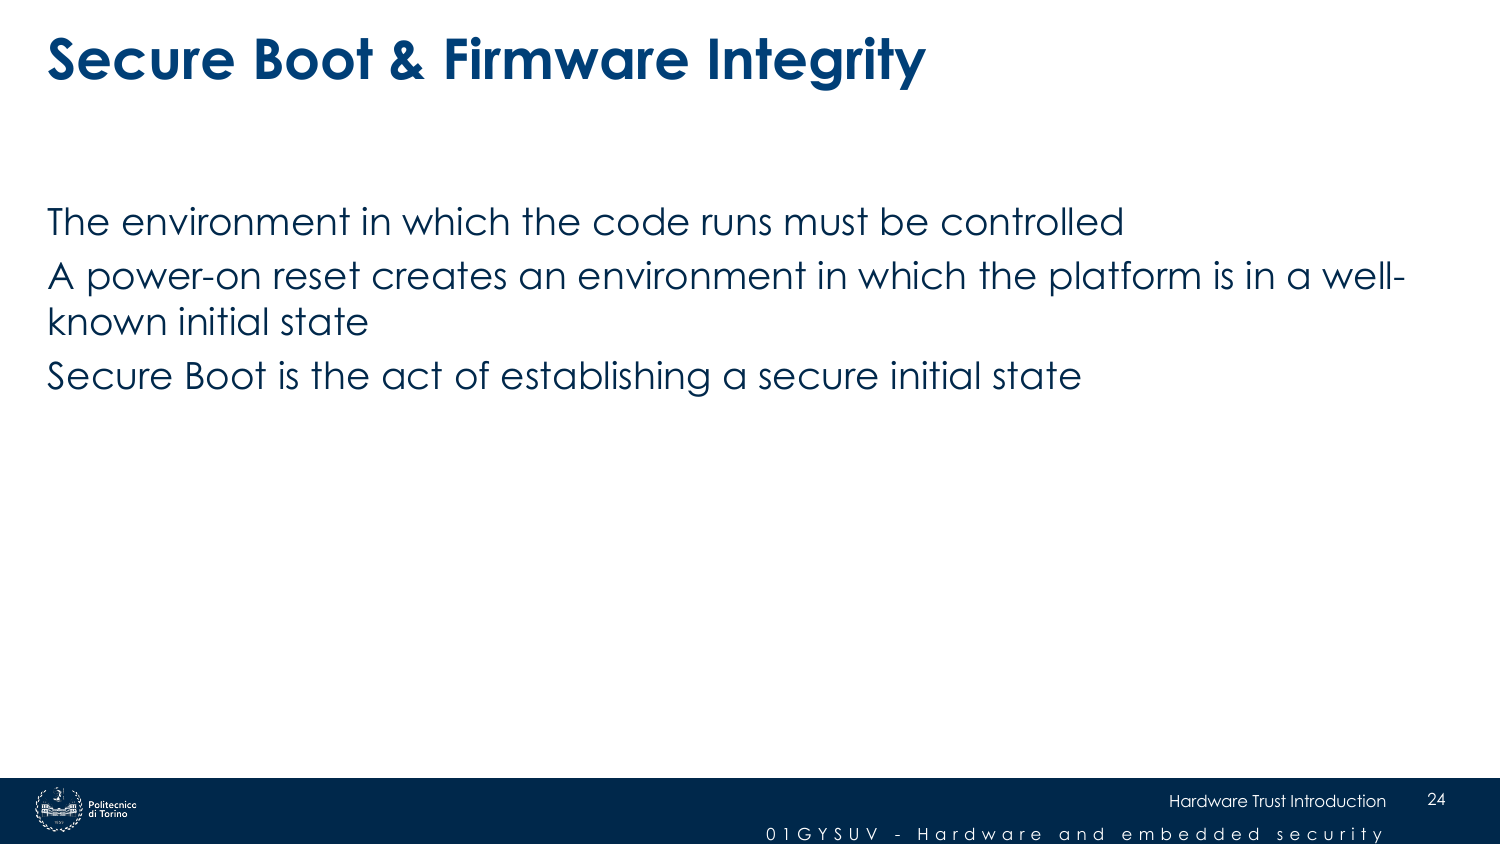 Secure Boot & Firmware Integrity
The environment in which the code runs must be controlled
A power-on reset creates an environment in which the platform is in a well-
known initial state
Secure Boot is the act of establishing a secure initial state
Politecnico
di Torino
Hardware Trust Introduction
24
01GYSUV - Hardware and embedded security